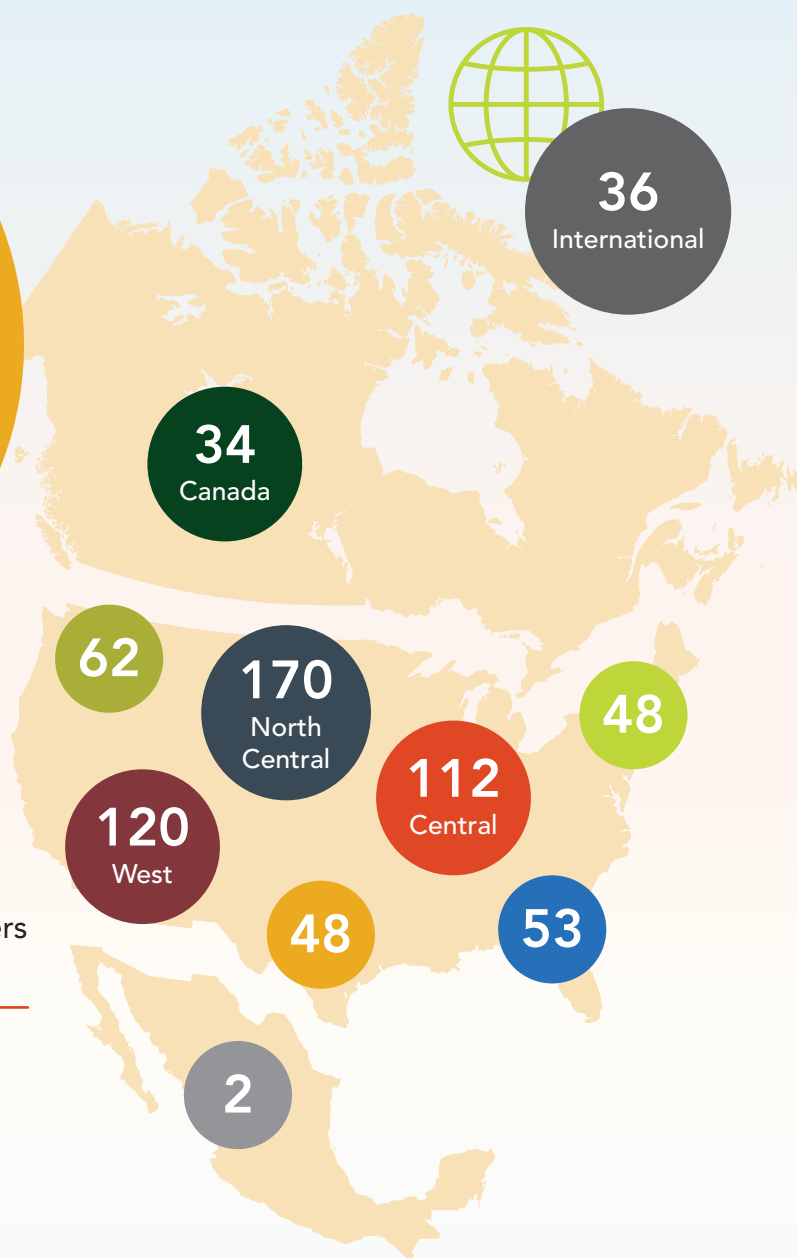 36
International
34
Canada
62
170
North
Central
48
112
Central
120
West
48
53
2